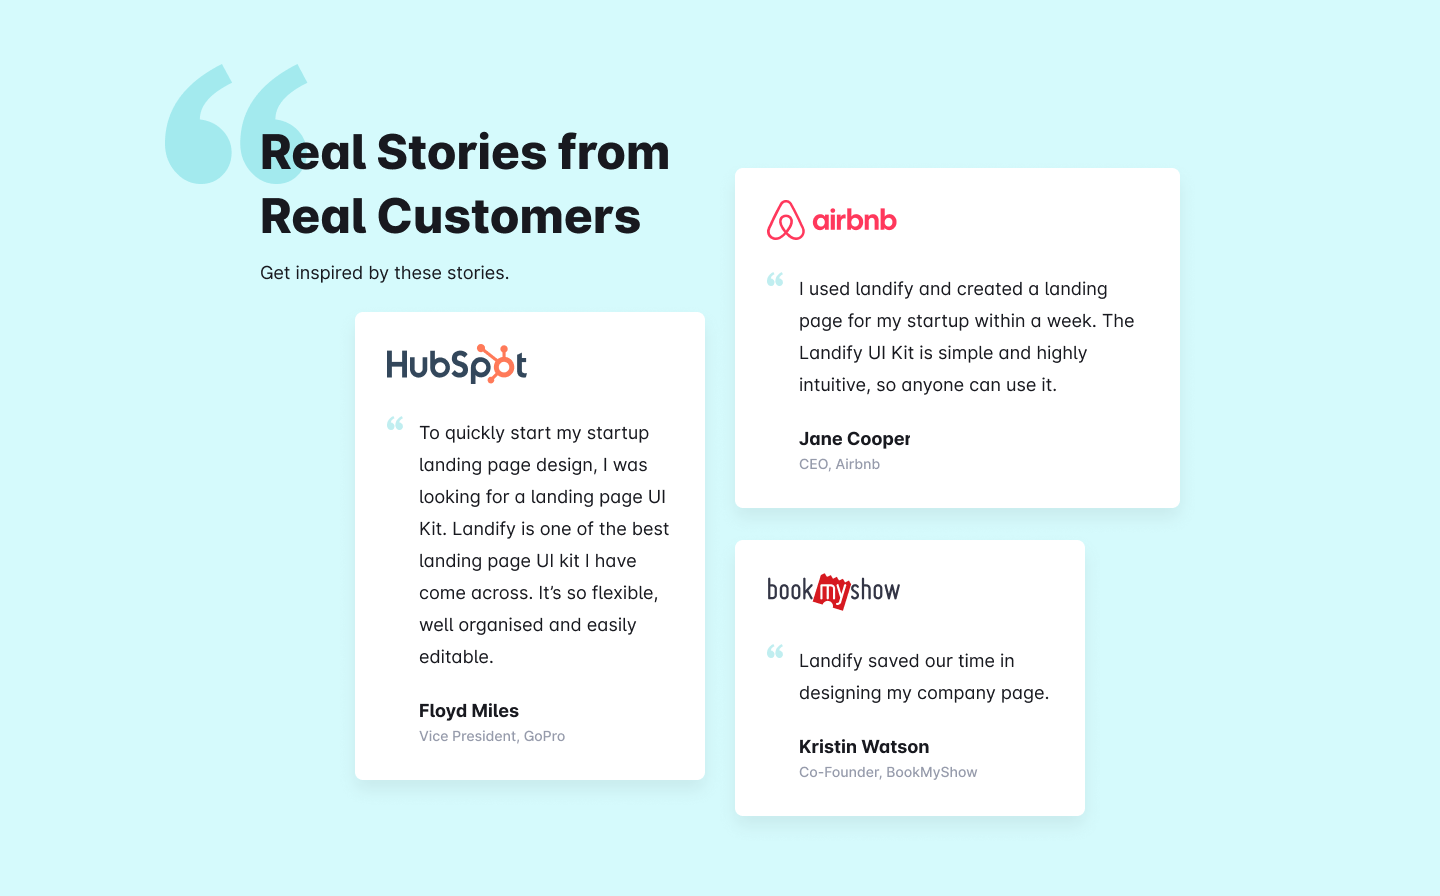 Real Stories from
Real Customers
Get inspired by these stories.
HubSpot
To quickly start my startup
landing page design, I was
looking for a landing page UI
Kit. Landify is one of the best
landing page UI kit I have
come across. It’s so flexible,
well organised and easily
editable.
Floyd Miles
Vice President, GoPro
airbnb
I used landify and created a landing
page for my startup within a week. The
Landify UI Kit is simple and highly
intuitive, so anyone can use it.
Jane Cooper
CEO, Airbnb
bookmyshow
Landify saved our time in
designing my company page.
Kristin Watson
Co-Founder, BookMyShow